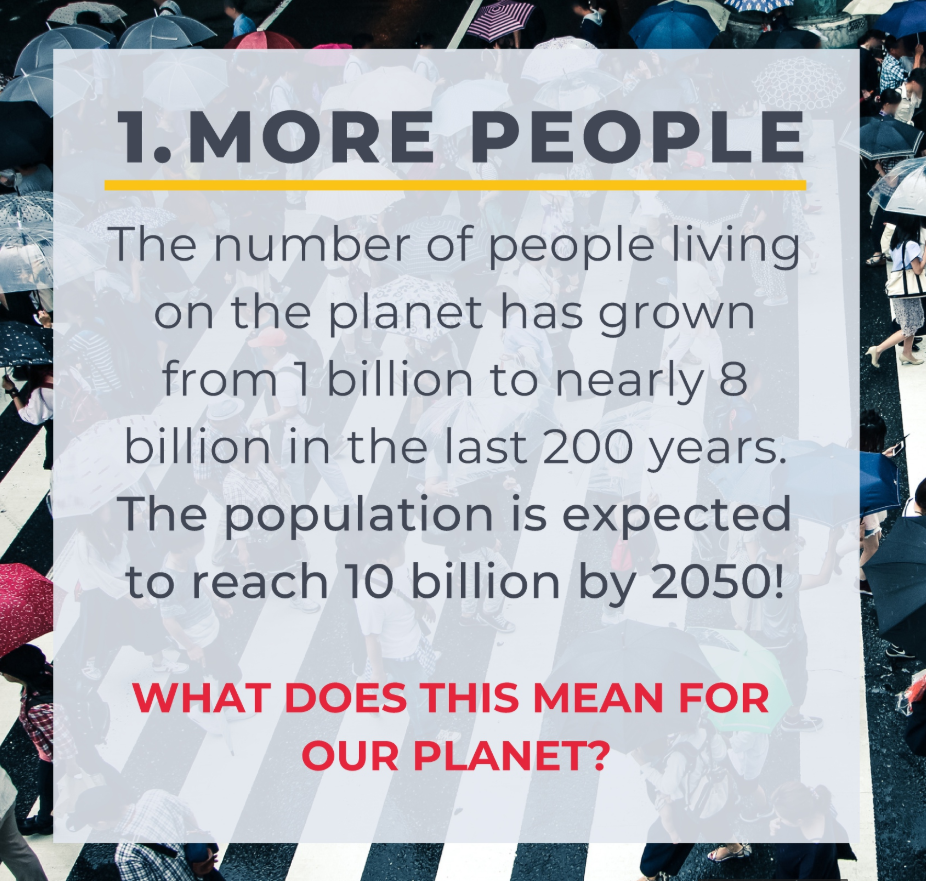 1. MORE PEOPLE
The number of people living
on the planet has grown
from 1 billion to nearly 8
billion in the last 200 years.
The population is expected
to reach 10 billion by 2050!
WHAT DOES THIS MEAN FOR
OUR PLANET?